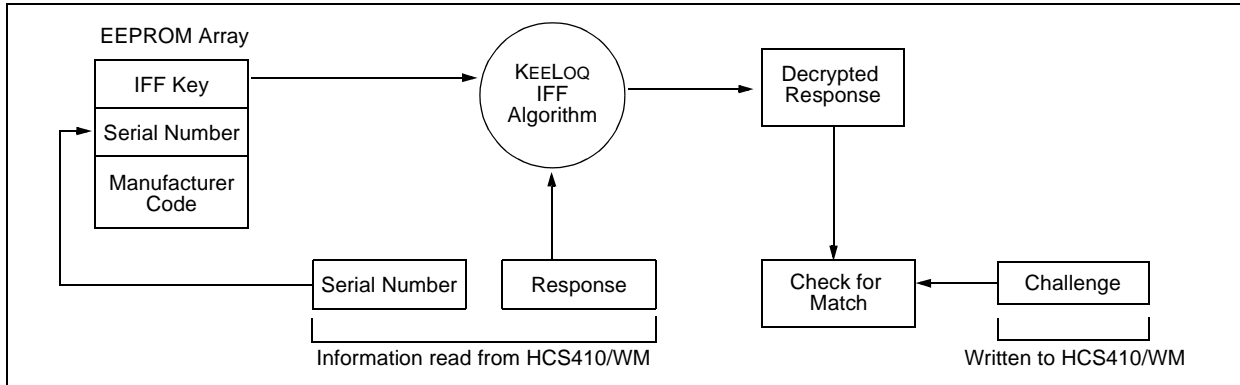 EEPROM Array
IFF Key
Serial Number
Manufacturer
Code
KEELOQ
IFF
Algorithm
Decrypted
Response
Serial Number
Response
Check for
Match
Challenge
Information read from HCS410/WM
Written to HCS410/WM